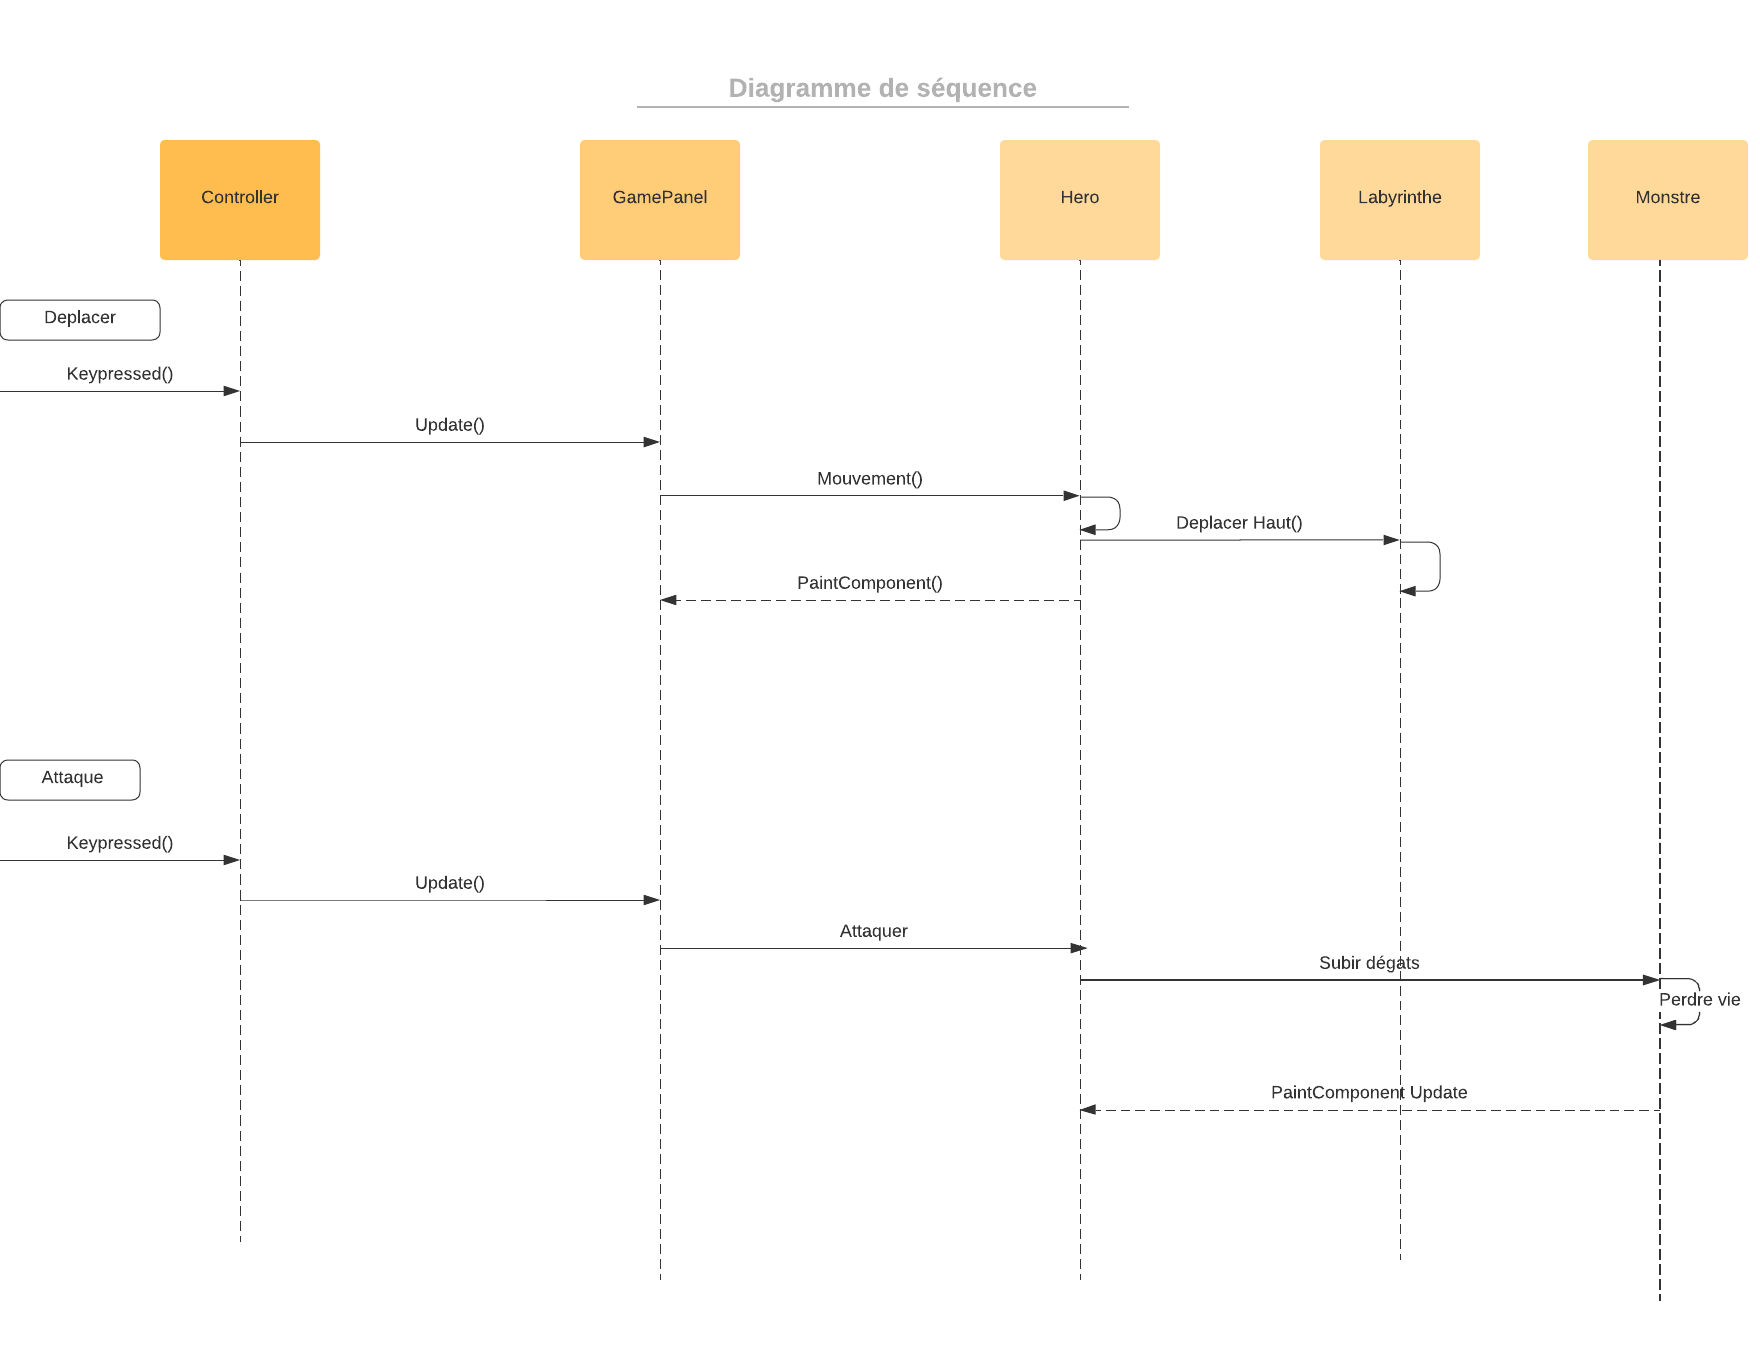 Diagramme de séquence
Controller
GamePanel
Hero
Labyrinthe
Monstre
Deplacer
Keypressed()
Update()
Mouvement()
Deplacer Haut()
PaintComponent()
Attaque
Keypressed()
Update()
Attaquer
Subir dégats
Perdre vie
PaintComponent Update